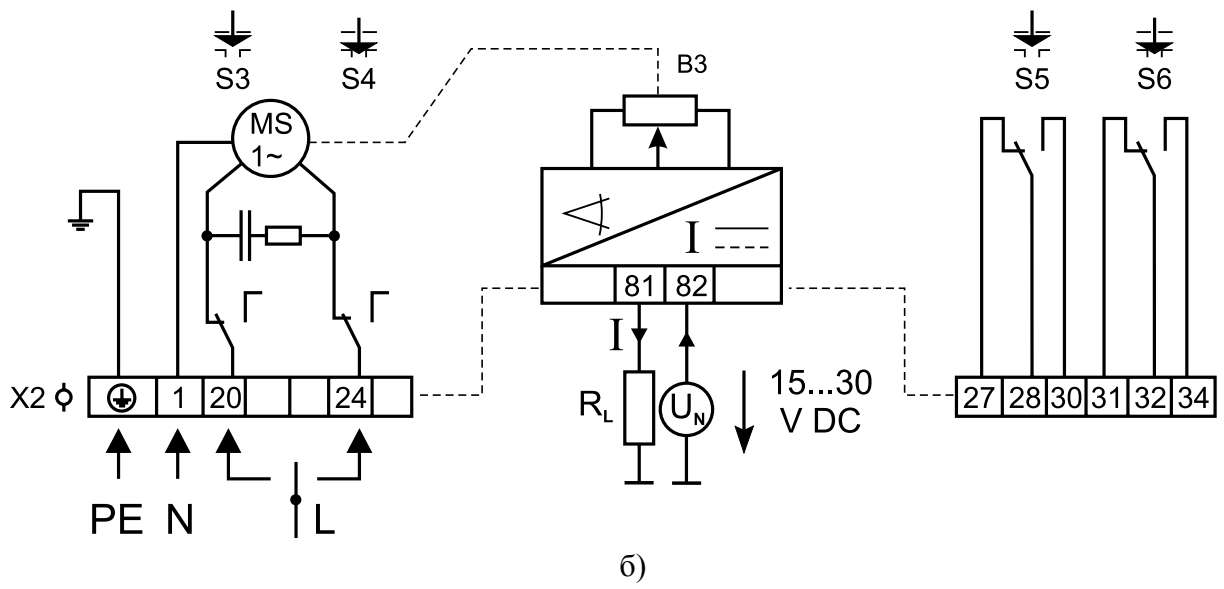 S3 S4 B3 S5 S6
MS
1~
I
81 82
I
R_L U_N 15...30
V DC
X2 1 20 24 27 28 30 31 32 34
PE N L
б)